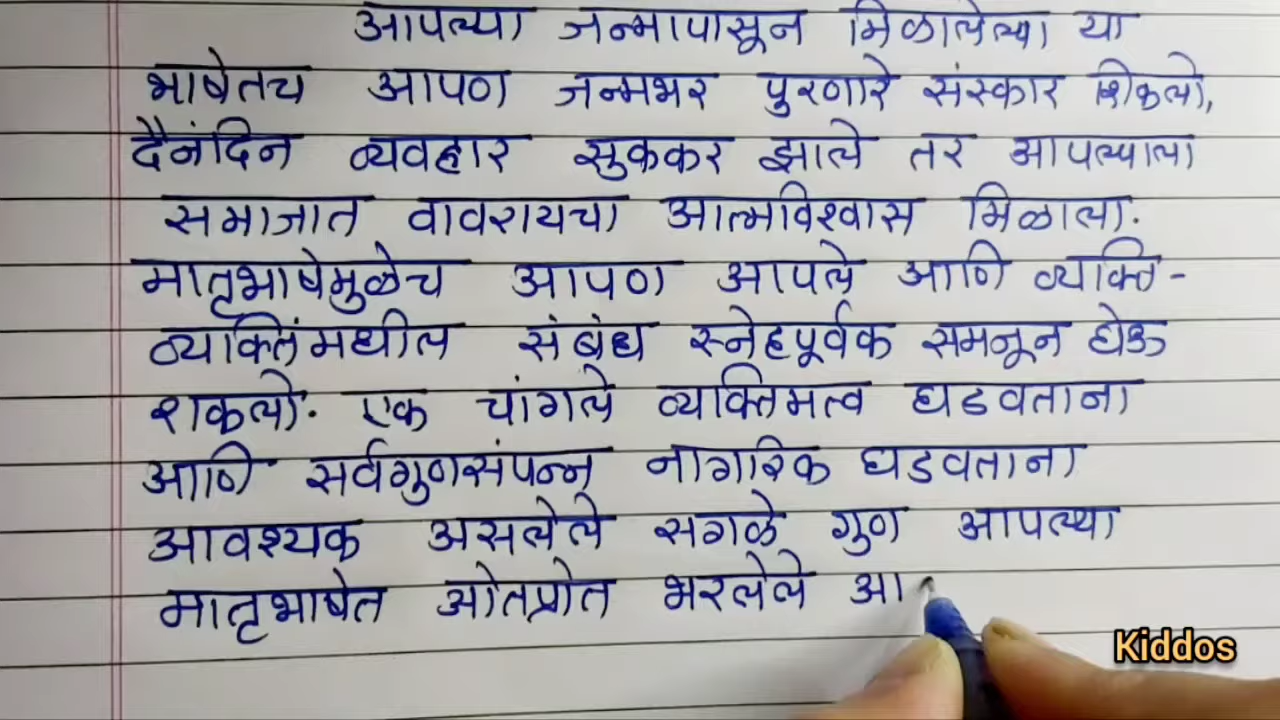 आपल्या जन्मापासून मिळालेल्या या
भाषेतच आपण जन्मभर पुरणारे संस्कार शिकलो,
दैनंदिन व्यवहार सुककर झाले तर आपल्याला
समाजात वावरायचा आत्मविश्वास मिळाला.
मातृभाषेमुळेच आपण आपले आणि व्यक्ति-
व्यक्तिंमधील संबंध स्नेहपूर्वक समजून घेऊ
शकलो. एक चांगले व्यक्तिमत्व घडवताना
आणि सर्वगुणसंपन्न नागरिक घडवताना
आवश्यक असलेले सगळे गुण आपल्या
मातृभाषेत ओतप्रोत भरलेले आ
Kiddos